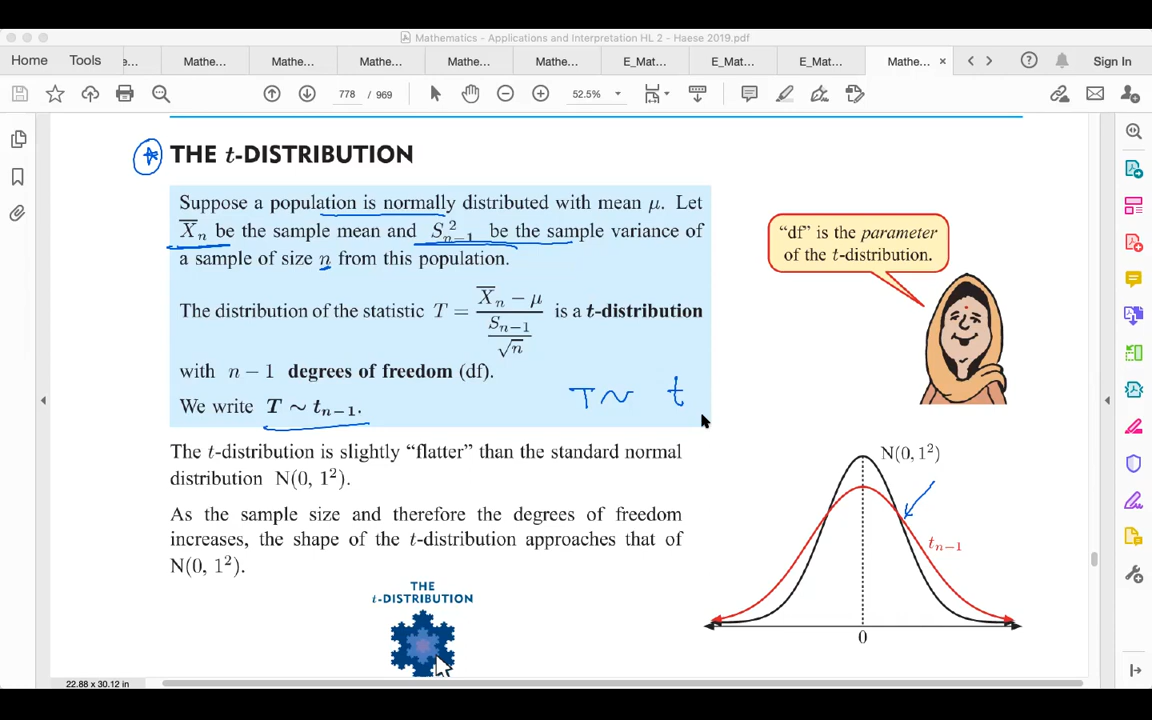 Mathematics - Applications and Interpretation HL 2 - Haese 2019.pdf
Home Tools e... Mathe... Mathe... Mathe... Mathe... Mathe... E_Mat... E_Mat... E_Mat... Mathe... × Sign In
778 / 969 52.5%
THE t-DISTRIBUTION
Suppose a population is normally distributed with mean μ. Let
X̅ₙ be the sample mean and S²ₙ₋₁ be the sample variance of
a sample of size n from this population.
The distribution of the statistic T = (X̅ₙ − μ) / (Sₙ₋₁ / √n) is a t-distribution
with n − 1 degrees of freedom (df).
We write T ∼ tₙ₋₁.
T ~ t
"df" is the parameter
of the t-distribution.
The t-distribution is slightly "flatter" than the standard normal
distribution N(0, 1²).
As the sample size and therefore the degrees of freedom
increases, the shape of the t-distribution approaches that of
N(0, 1²).
THE
t-DISTRIBUTION
N(0, 1²)
tₙ₋₁
0
22.88 x 30.12 in